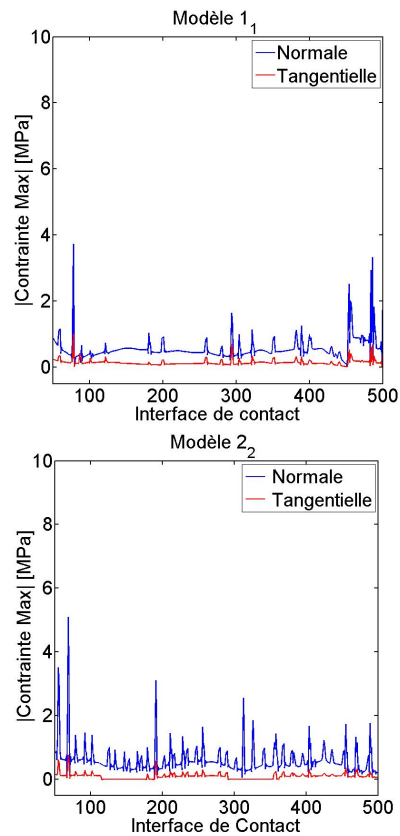 Modèle 1₁
Normale
Tangentielle
|Contrainte Max| [MPa]
10
8
6
4
2
0
100 200 300 400 500
Interface de contact
Modèle 2₂
Normale
Tangentielle
|Contrainte Max| [MPa]
10
8
6
4
2
0
100 200 300 400 500
Interface de Contact